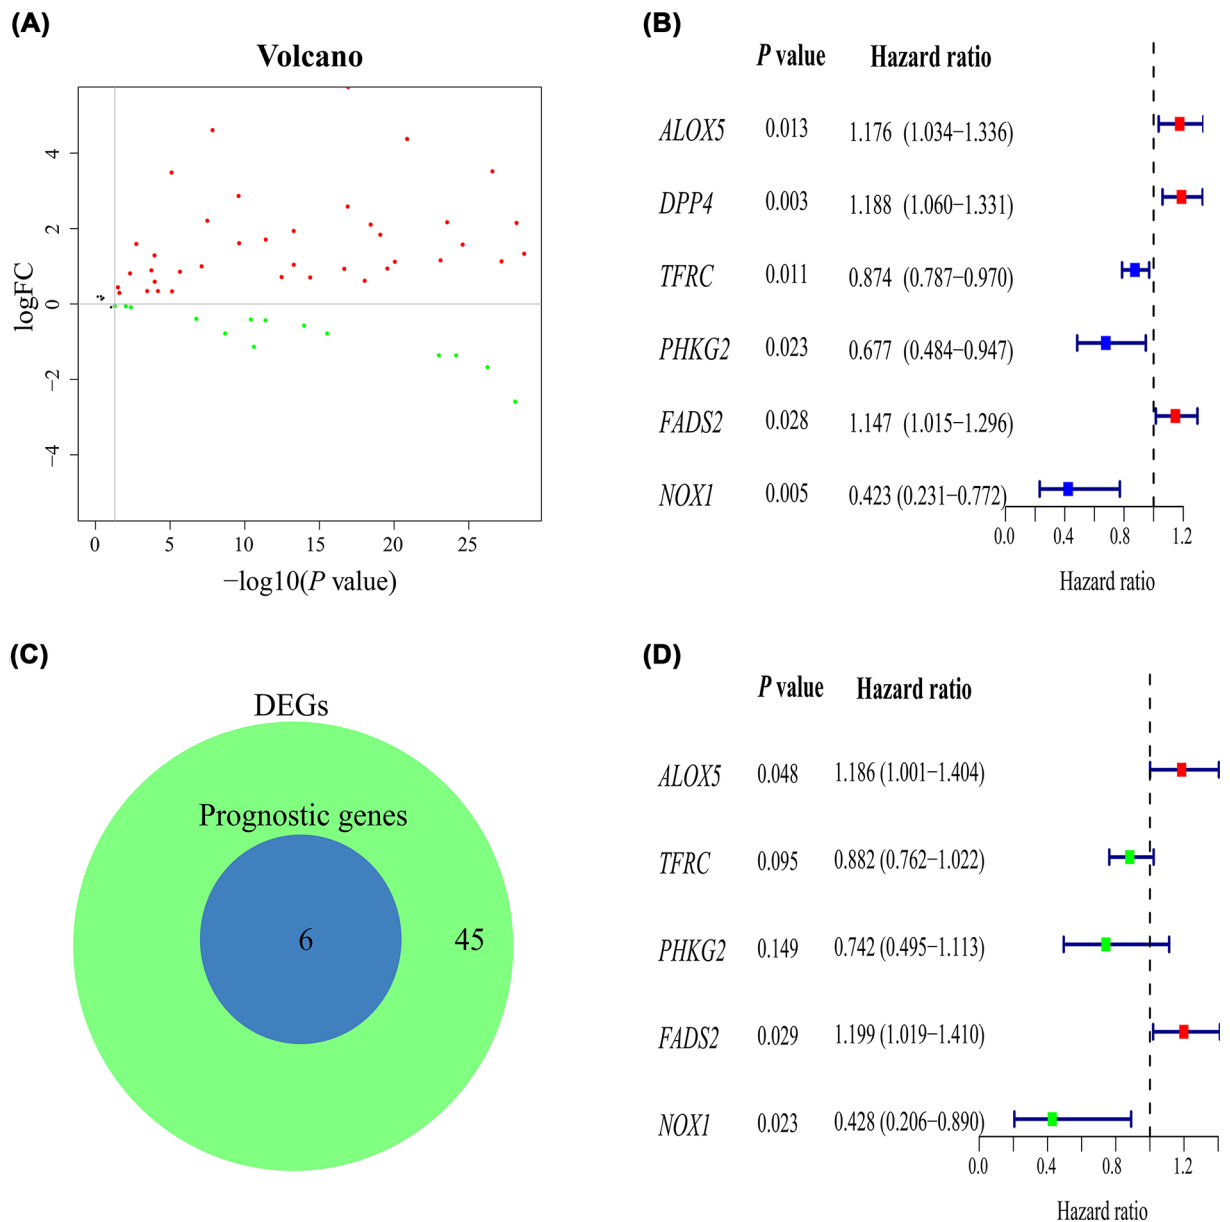 (A)
Volcano
4
2
0
−2
−4
logFC
0 5 10 15 20 25
−log10(P value)
(B)
P value Hazard ratio
ALOX5 0.013 1.176 (1.034−1.336)
DPP4 0.003 1.188 (1.060−1.331)
TFRC 0.011 0.874 (0.787−0.970)
PHKG2 0.023 0.677 (0.484−0.947)
FADS2 0.028 1.147 (1.015−1.296)
NOX1 0.005 0.423 (0.231−0.772)
0.0 0.4 0.8 1.2
Hazard ratio
(C)
DEGs
Prognostic genes
6 45
(D)
P value Hazard ratio
ALOX5 0.048 1.186 (1.001−1.404)
TFRC 0.095 0.882 (0.762−1.022)
PHKG2 0.149 0.742 (0.495−1.113)
FADS2 0.029 1.199 (1.019−1.410)
NOX1 0.023 0.428 (0.206−0.890)
0.0 0.4 0.8 1.2
Hazard ratio